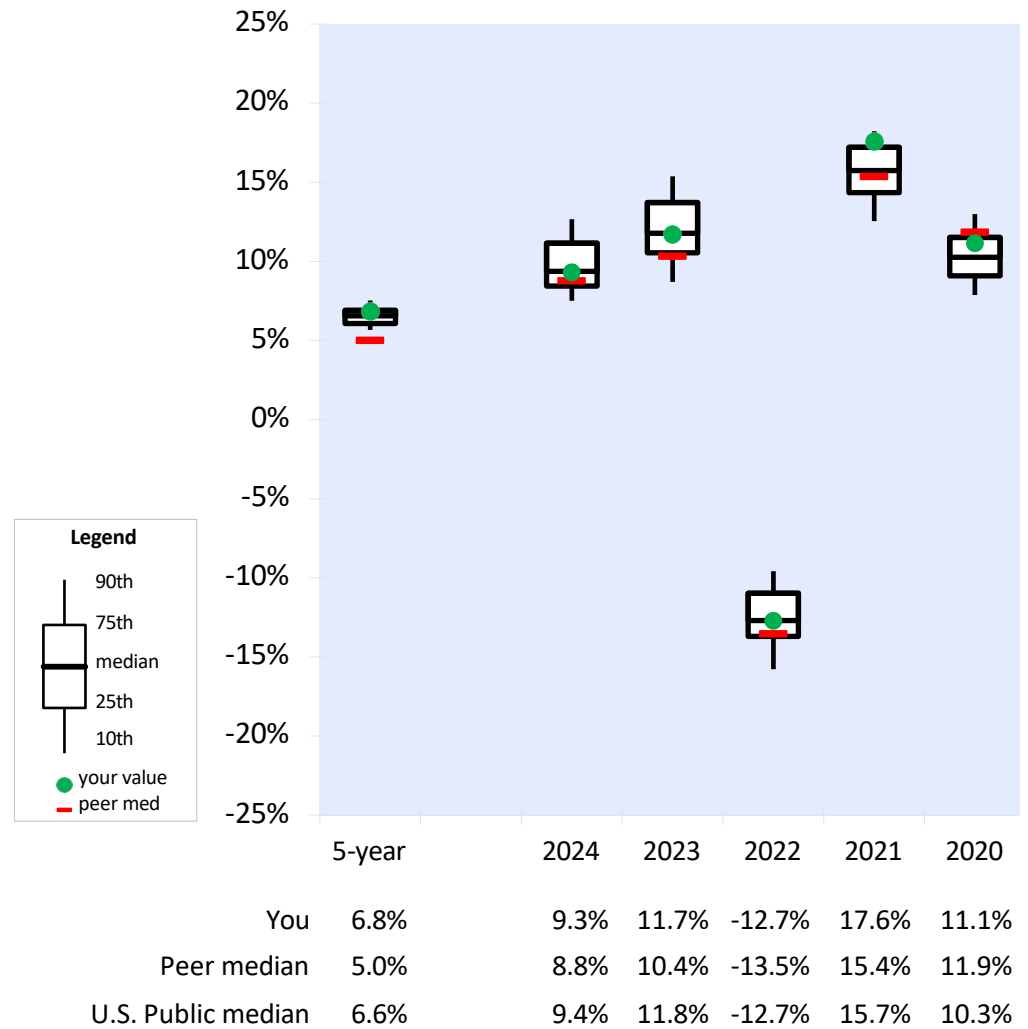 25%
20%
15%
10%
5%
0%
-5%
-10%
-15%
-20%
-25%
Legend
90th
75th
median
25th
10th
your value
peer med
5-year 2024 2023 2022 2021 2020
You 6.8% 9.3% 11.7% -12.7% 17.6% 11.1%
Peer median 5.0% 8.8% 10.4% -13.5% 15.4% 11.9%
U.S. Public median 6.6% 9.4% 11.8% -12.7% 15.7% 10.3%